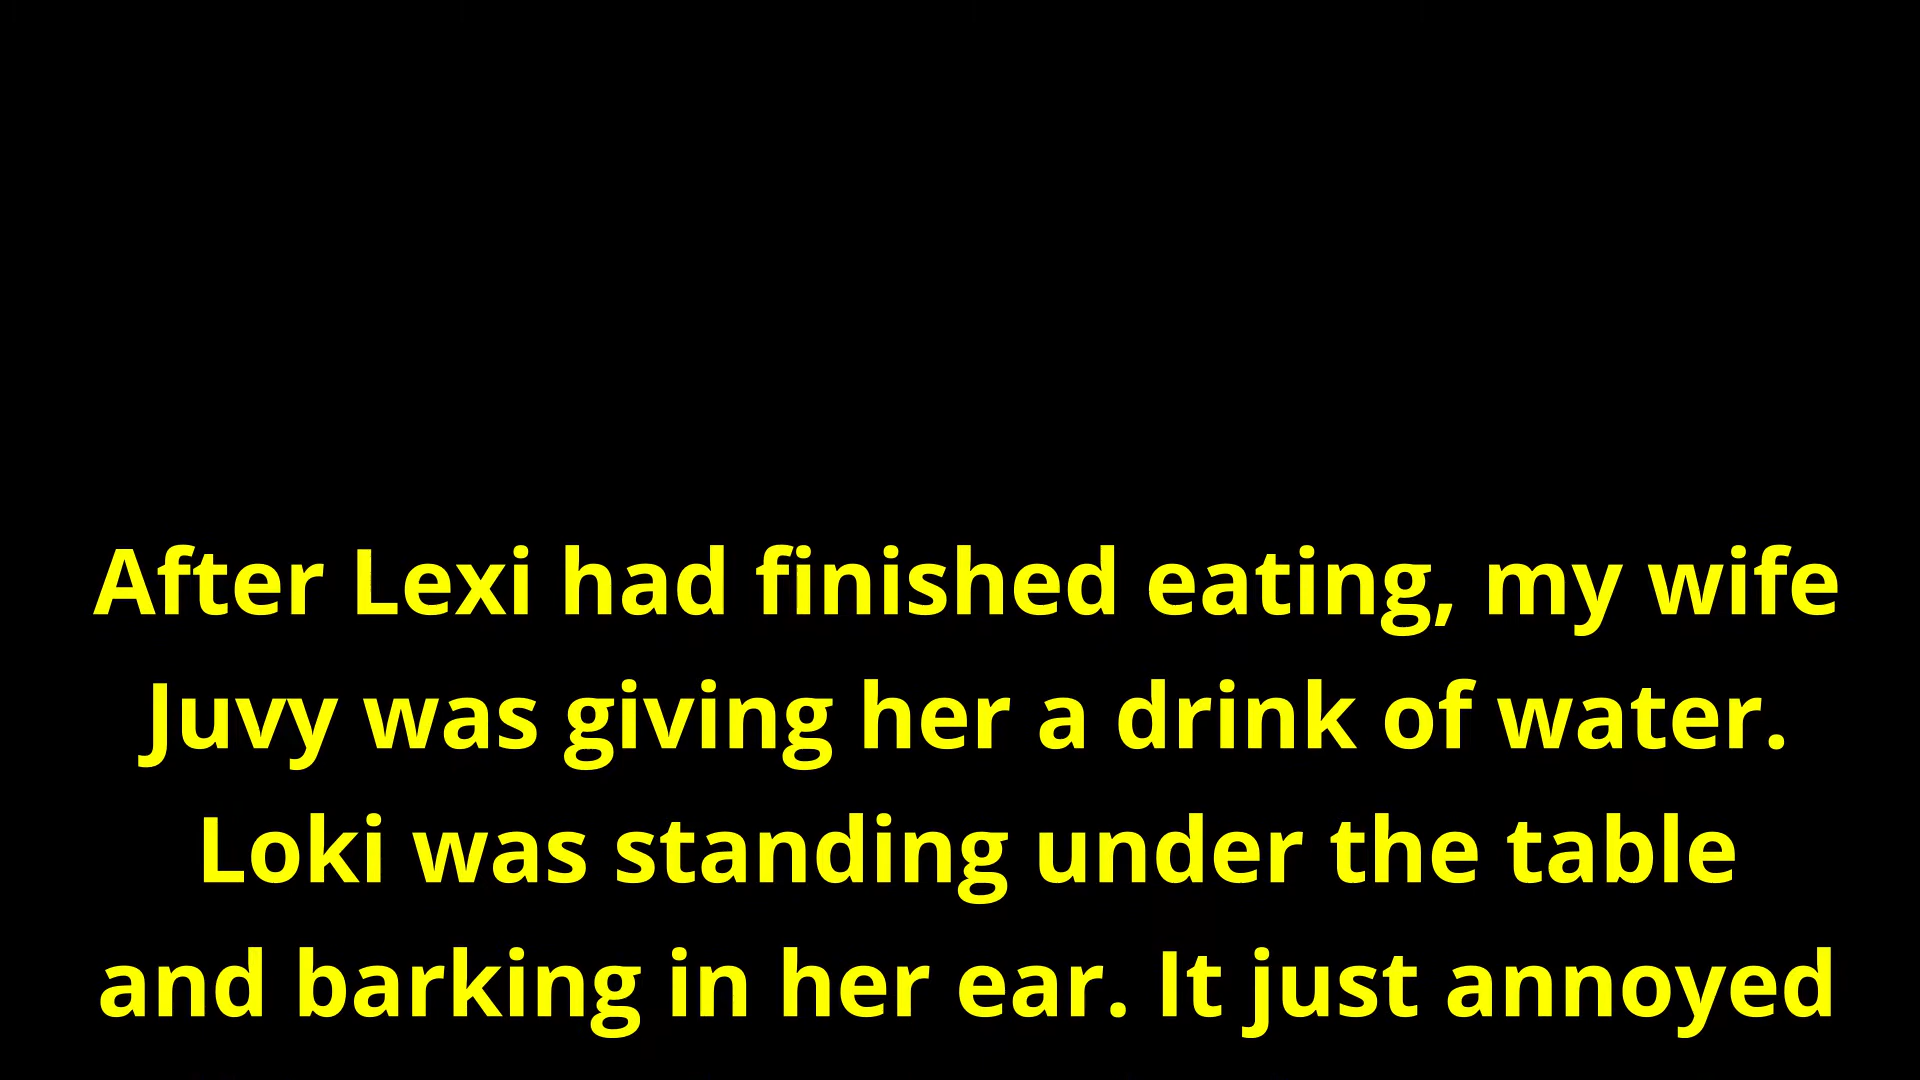 After Lexi had finished eating, my wife
Juvy was giving her a drink of water.
Loki was standing under the table
and barking in her ear. It just annoyed